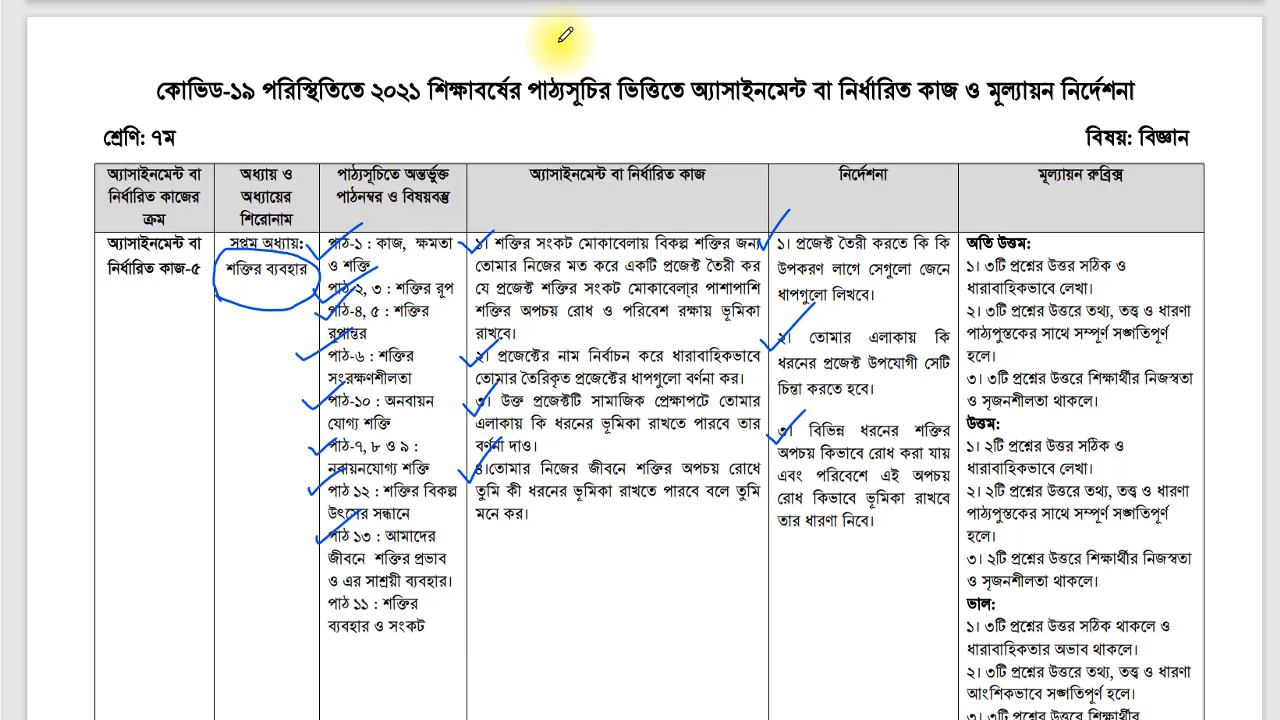 কোভিড-১৯ পরিস্থিতিতে ২০২১ শিক্ষাবর্ষের পাঠ্যসূচির ভিত্তিতে অ্যাসাইনমেন্ট বা নির্ধারিত কাজ ও মূল্যায়ন নির্দেশনা
শ্রেণি: ৭ম
বিষয়: বিজ্ঞান
অ্যাসাইনমেন্ট বা
নির্ধারিত কাজের
ক্রম
অধ্যায় ও
অধ্যায়ের
শিরোনাম
পাঠ্যসূচিতে অন্তর্ভুক্ত
পাঠনম্বর ও বিষয়বস্তু
অ্যাসাইনমেন্ট বা নির্ধারিত কাজ
নির্দেশনা
মূল্যায়ন রুব্রিক্স
অ্যাসাইনমেন্ট বা
নির্ধারিত কাজ-৫
সপ্তম অধ্যায়:
শক্তির ব্যবহার
পাঠ-১ : কাজ, ক্ষমতা
ও শক্তি
পাঠ-২, ৩ : শক্তির রূপ
পাঠ-৪, ৫ : শক্তির
রূপান্তর
পাঠ-৬ : শক্তির
সংরক্ষণশীলতা
পাঠ-১০ : অনবায়ন
যোগ্য শক্তি
পাঠ-৭, ৮ ও ৯ :
নবায়নযোগ্য শক্তি
পাঠ ১২ : শক্তির বিকল্প
উৎসের সন্ধানে
পাঠ ১৩ : আমাদের
জীবনে শক্তির প্রভাব
ও এর সাশ্রয়ী ব্যবহার।
পাঠ ১১ : শক্তির
ব্যবহার ও সংকট
১। শক্তির সংকট মোকাবেলায় বিকল্প শক্তির জন্য
তোমার নিজের মত করে একটি প্রজেক্ট তৈরী কর
যে প্রজেক্ট শক্তির সংকট মোকাবেলার পাশাপাশি
শক্তির অপচয় রোধ ও পরিবেশ রক্ষায় ভূমিকা
রাখবে।
২। প্রজেক্টের নাম নির্বাচন করে ধারাবাহিকভাবে
তোমার তৈরিকৃত প্রজেক্টের ধাপগুলো বর্ণনা কর।
৩। উক্ত প্রজেক্টটি সামাজিক প্রেক্ষাপটে তোমার
এলাকায় কি ধরনের ভূমিকা রাখতে পারবে তার
বর্ণনা দাও।
৪।তোমার নিজের জীবনে শক্তির অপচয় রোধে
তুমি কী ধরনের ভূমিকা রাখতে পারবে বলে তুমি
মনে কর।
১। প্রজেক্ট তৈরী করতে কি কি
উপকরণ লাগে সেগুলো জেনে
ধাপগুলো লিখবে।
২। তোমার এলাকায় কি
ধরনের প্রজেক্ট উপযোগী সেটি
চিন্তা করতে হবে।
৩। বিভিন্ন ধরনের শক্তির
অপচয় কিভাবে রোধ করা যায়
এবং পরিবেশে এই অপচয়
রোধ কিভাবে ভূমিকা রাখবে
তার ধারণা নিবে।
অতি উত্তম:
১। ৩টি প্রশ্নের উত্তর সঠিক ও
ধারাবাহিকভাবে লেখা।
২। ৩টি প্রশ্নের উত্তরে তথ্য, তত্ত্ব ও ধারণা
পাঠ্যপুস্তকের সাথে সম্পূর্ণ সঙ্গতিপূর্ণ
হলে।
৩। ৩টি প্রশ্নের উত্তরে শিক্ষার্থীর নিজস্বতা
ও সৃজনশীলতা থাকলে।
উত্তম:
১। ২টি প্রশ্নের উত্তর সঠিক ও
ধারাবাহিকভাবে লেখা।
২। ২টি প্রশ্নের উত্তরে তথ্য, তত্ত্ব ও ধারণা
পাঠ্যপুস্তকের সাথে সম্পূর্ণ সঙ্গতিপূর্ণ
হলে।
৩। ২টি প্রশ্নের উত্তরে শিক্ষার্থীর নিজস্বতা
ও সৃজনশীলতা থাকলে।
ভাল:
১। ৩টি প্রশ্নের উত্তর সঠিক থাকলে ও
ধারাবাহিকতার অভাব থাকলে।
২। ৩টি প্রশ্নের উত্তরে তথ্য, তত্ত্ব ও ধারণা
আংশিকভাবে সঙ্গতিপূর্ণ হলে।
৩। ৩টি প্রশ্নের উত্তরে শিক্ষার্থীর